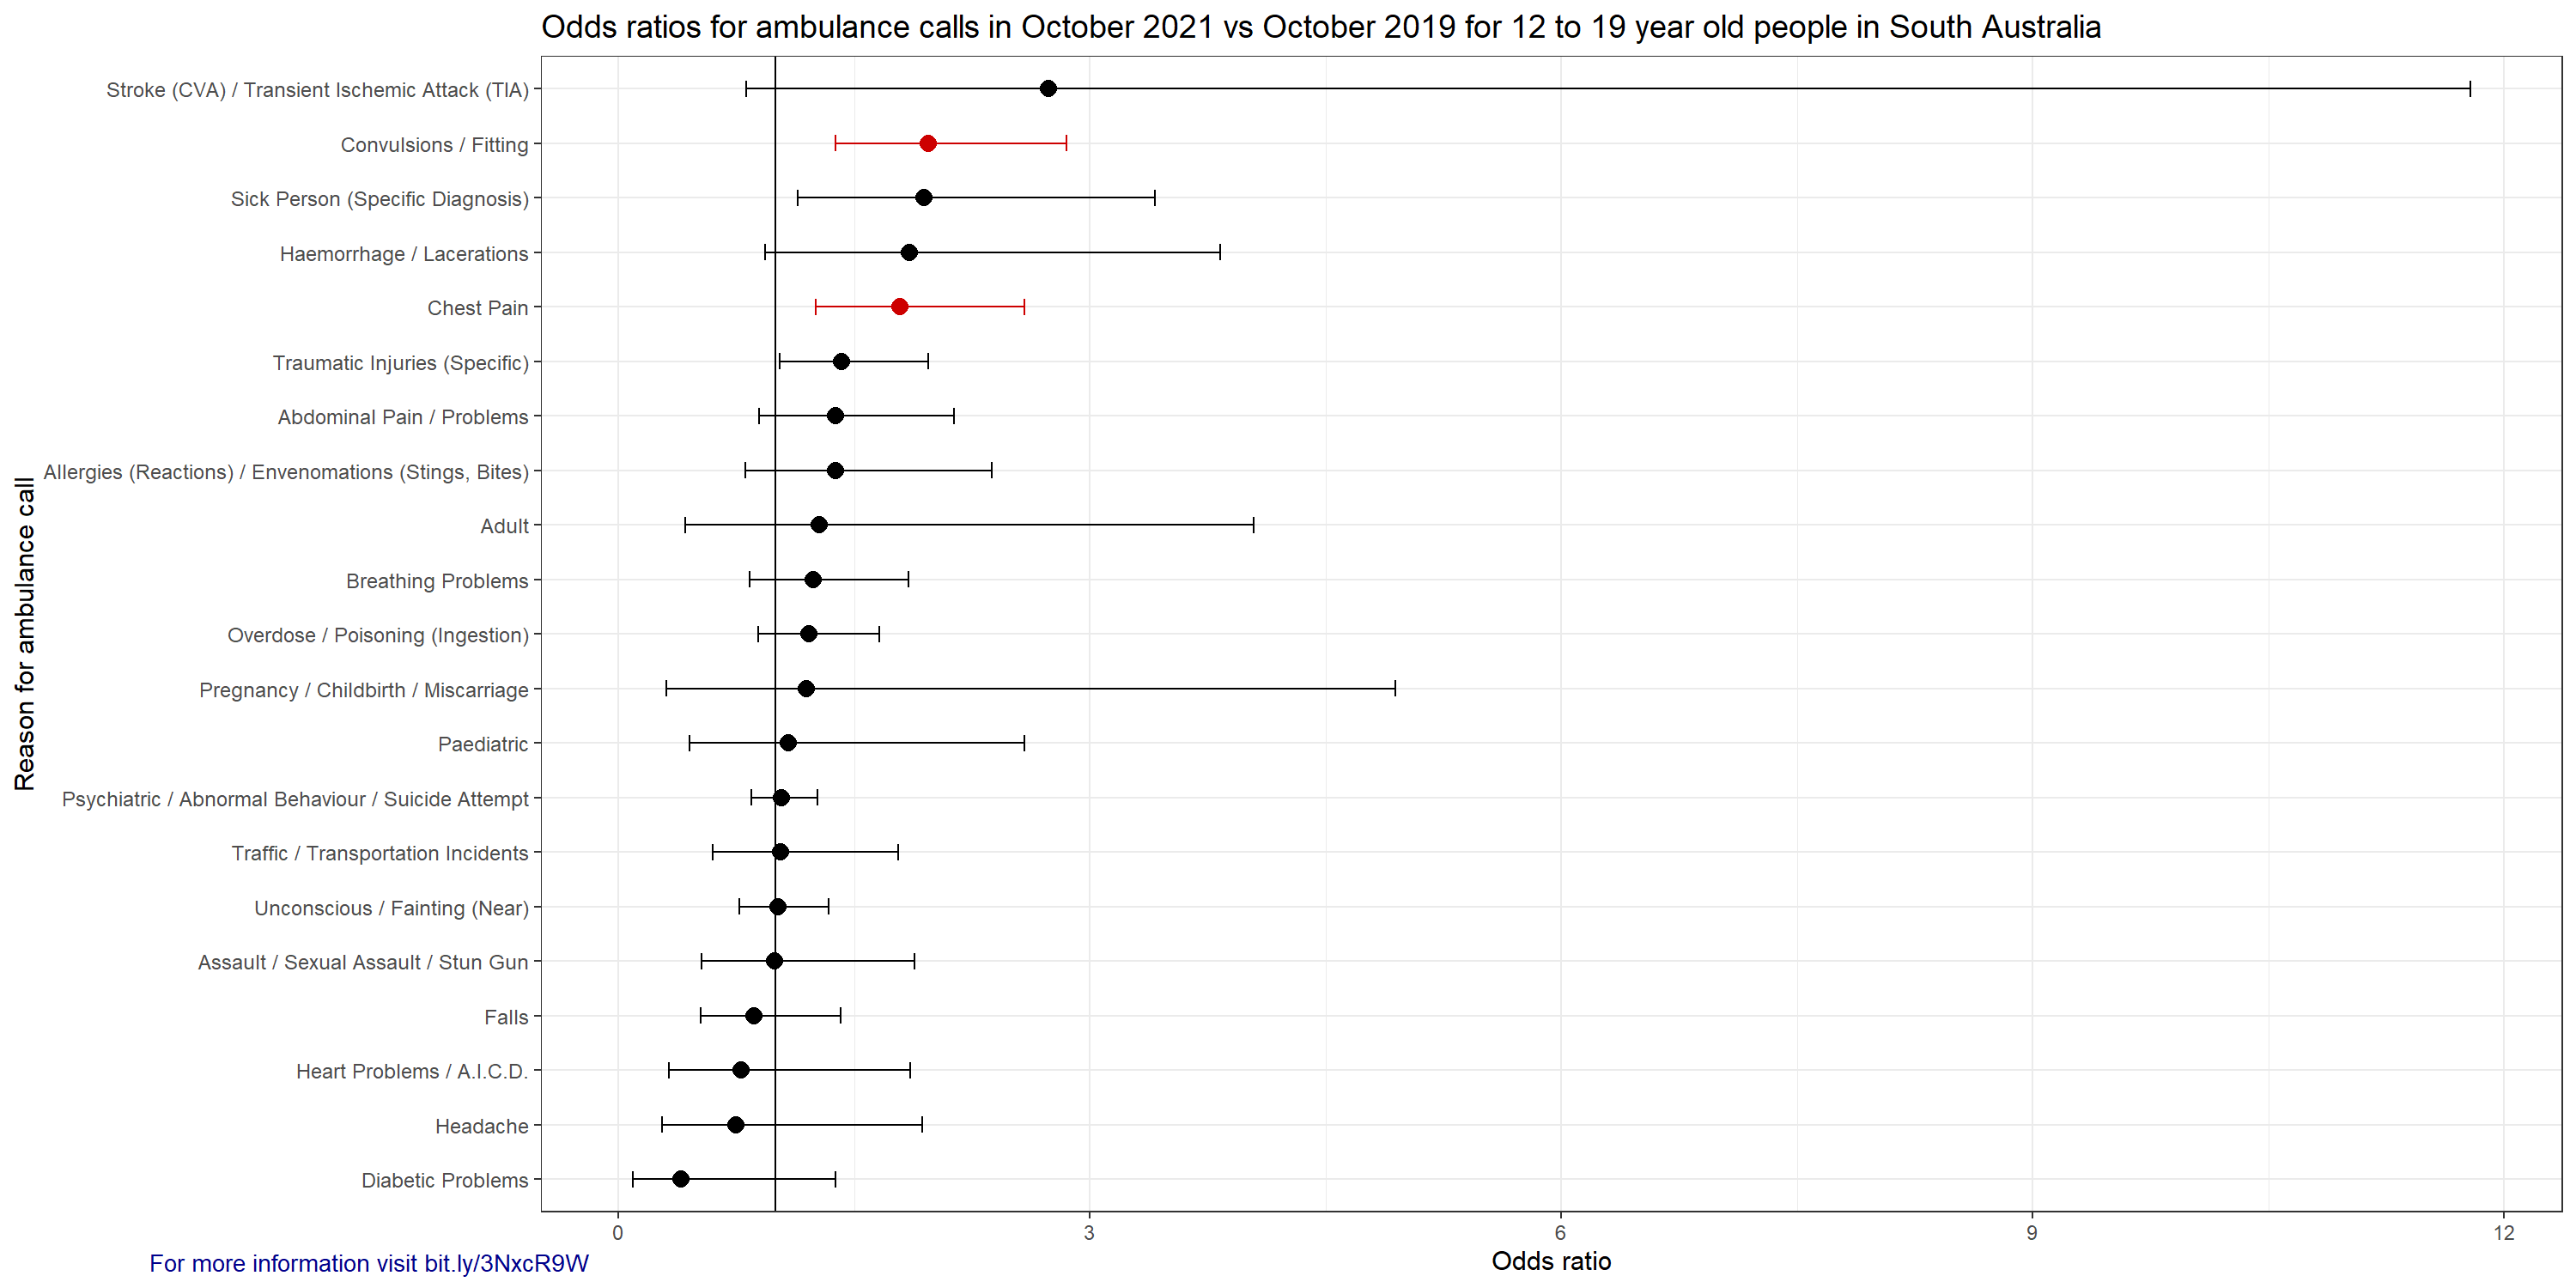 Odds ratios for ambulance calls in October 2021 vs October 2019 for 12 to 19 year old people in South Australia
Reason for ambulance call
Stroke (CVA) / Transient Ischemic Attack (TIA)
Convulsions / Fitting
Sick Person (Specific Diagnosis)
Haemorrhage / Lacerations
Chest Pain
Traumatic Injuries (Specific)
Abdominal Pain / Problems
Allergies (Reactions) / Envenomations (Stings, Bites)
Adult
Breathing Problems
Overdose / Poisoning (Ingestion)
Pregnancy / Childbirth / Miscarriage
Paediatric
Psychiatric / Abnormal Behaviour / Suicide Attempt
Traffic / Transportation Incidents
Unconscious / Fainting (Near)
Assault / Sexual Assault / Stun Gun
Falls
Heart Problems / A.I.C.D.
Headache
Diabetic Problems
0 3 6 9 12
Odds ratio
For more information visit bit.ly/3NxcR9W